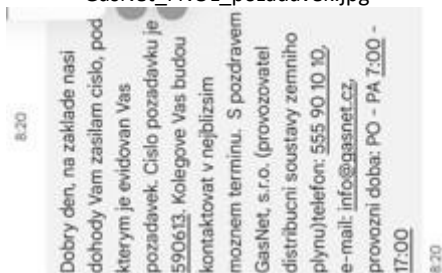 8:20
Dobry den, na zaklade nasi
dohody Vam zasilam cislo, pod
kterym je evidovan Vas
pozadavek. Cislo pozadavku je
590613. Kolegove Vas budou
kontaktovat v nejblizsim
moznem terminu. S pozdravem
GasNet, s.r.o. (provozovatel
distribucni soustavy zemniho
plynu)telefon: 555 90 10 10,
e-mail: info@gasnet.cz,
provozni doba: PO - PA 7:00 -
17:00
8:20